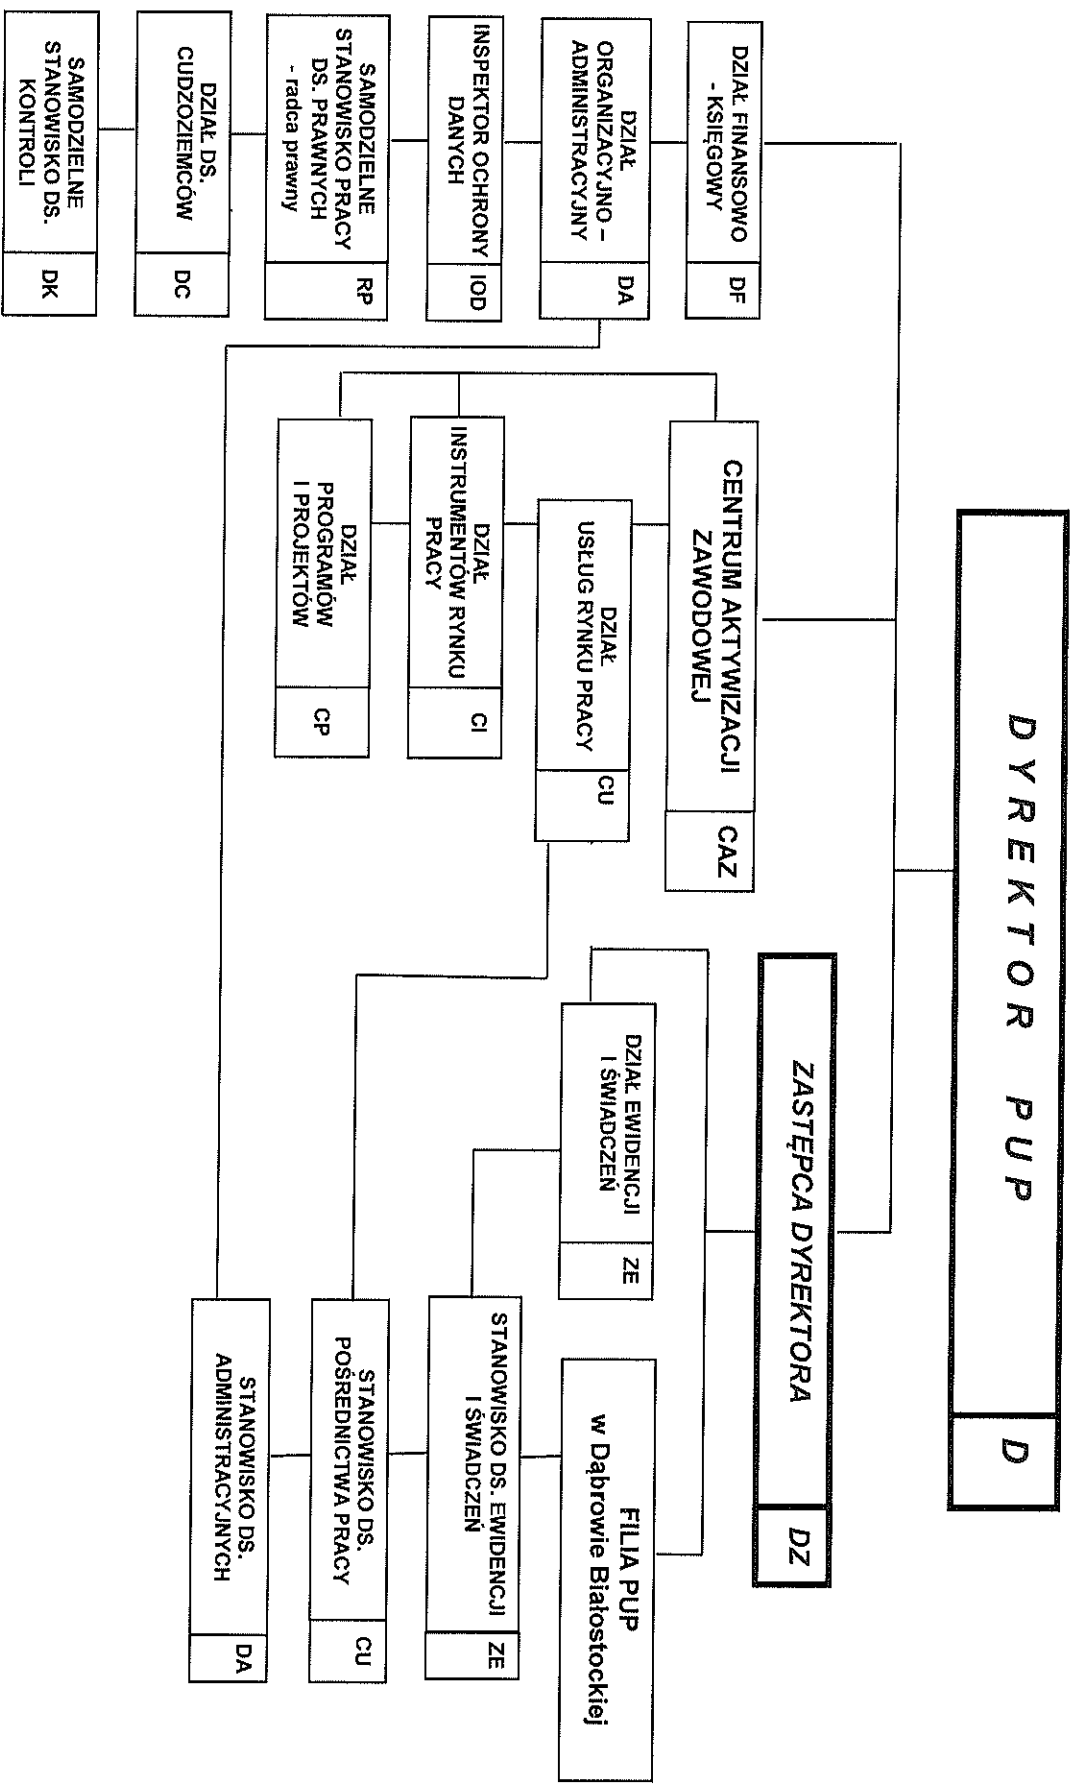 DYREKTOR PUP
D
ZASTĘPCA DYREKTORA
DZ
DZIAŁ FINANSOWO
- KSIĘGOWY
DF
DZIAŁ
ORGANIZACYJNO –
ADMINISTRACYJNY
DA
INSPEKTOR OCHRONY
DANYCH
IOD
SAMODZIELNE
STANOWISKO PRACY
DS. PRAWNYCH
- radca prawny
RP
DZIAŁ DS.
CUDZOZIEMCÓW
DC
SAMODZIELNE
STANOWISKO DS.
KONTROLI
DK
CENTRUM AKTYWIZACJI
ZAWODOWEJ
CAZ
DZIAŁ
USŁUG RYNKU PRACY
CU
DZIAŁ
INSTRUMENTÓW RYNKU
PRACY
CI
DZIAŁ
PROGRAMÓW
I PROJEKTÓW
CP
DZIAŁ EWIDENCJI
I ŚWIADCZEŃ
ZE
FILIA PUP
w Dąbrowie Białostockiej
STANOWISKO DS. EWIDENCJI
I ŚWIADCZEŃ
ZE
STANOWISKO DS.
POŚREDNICTWA PRACY
CU
STANOWISKO DS.
ADMINISTRACYJNYCH
DA